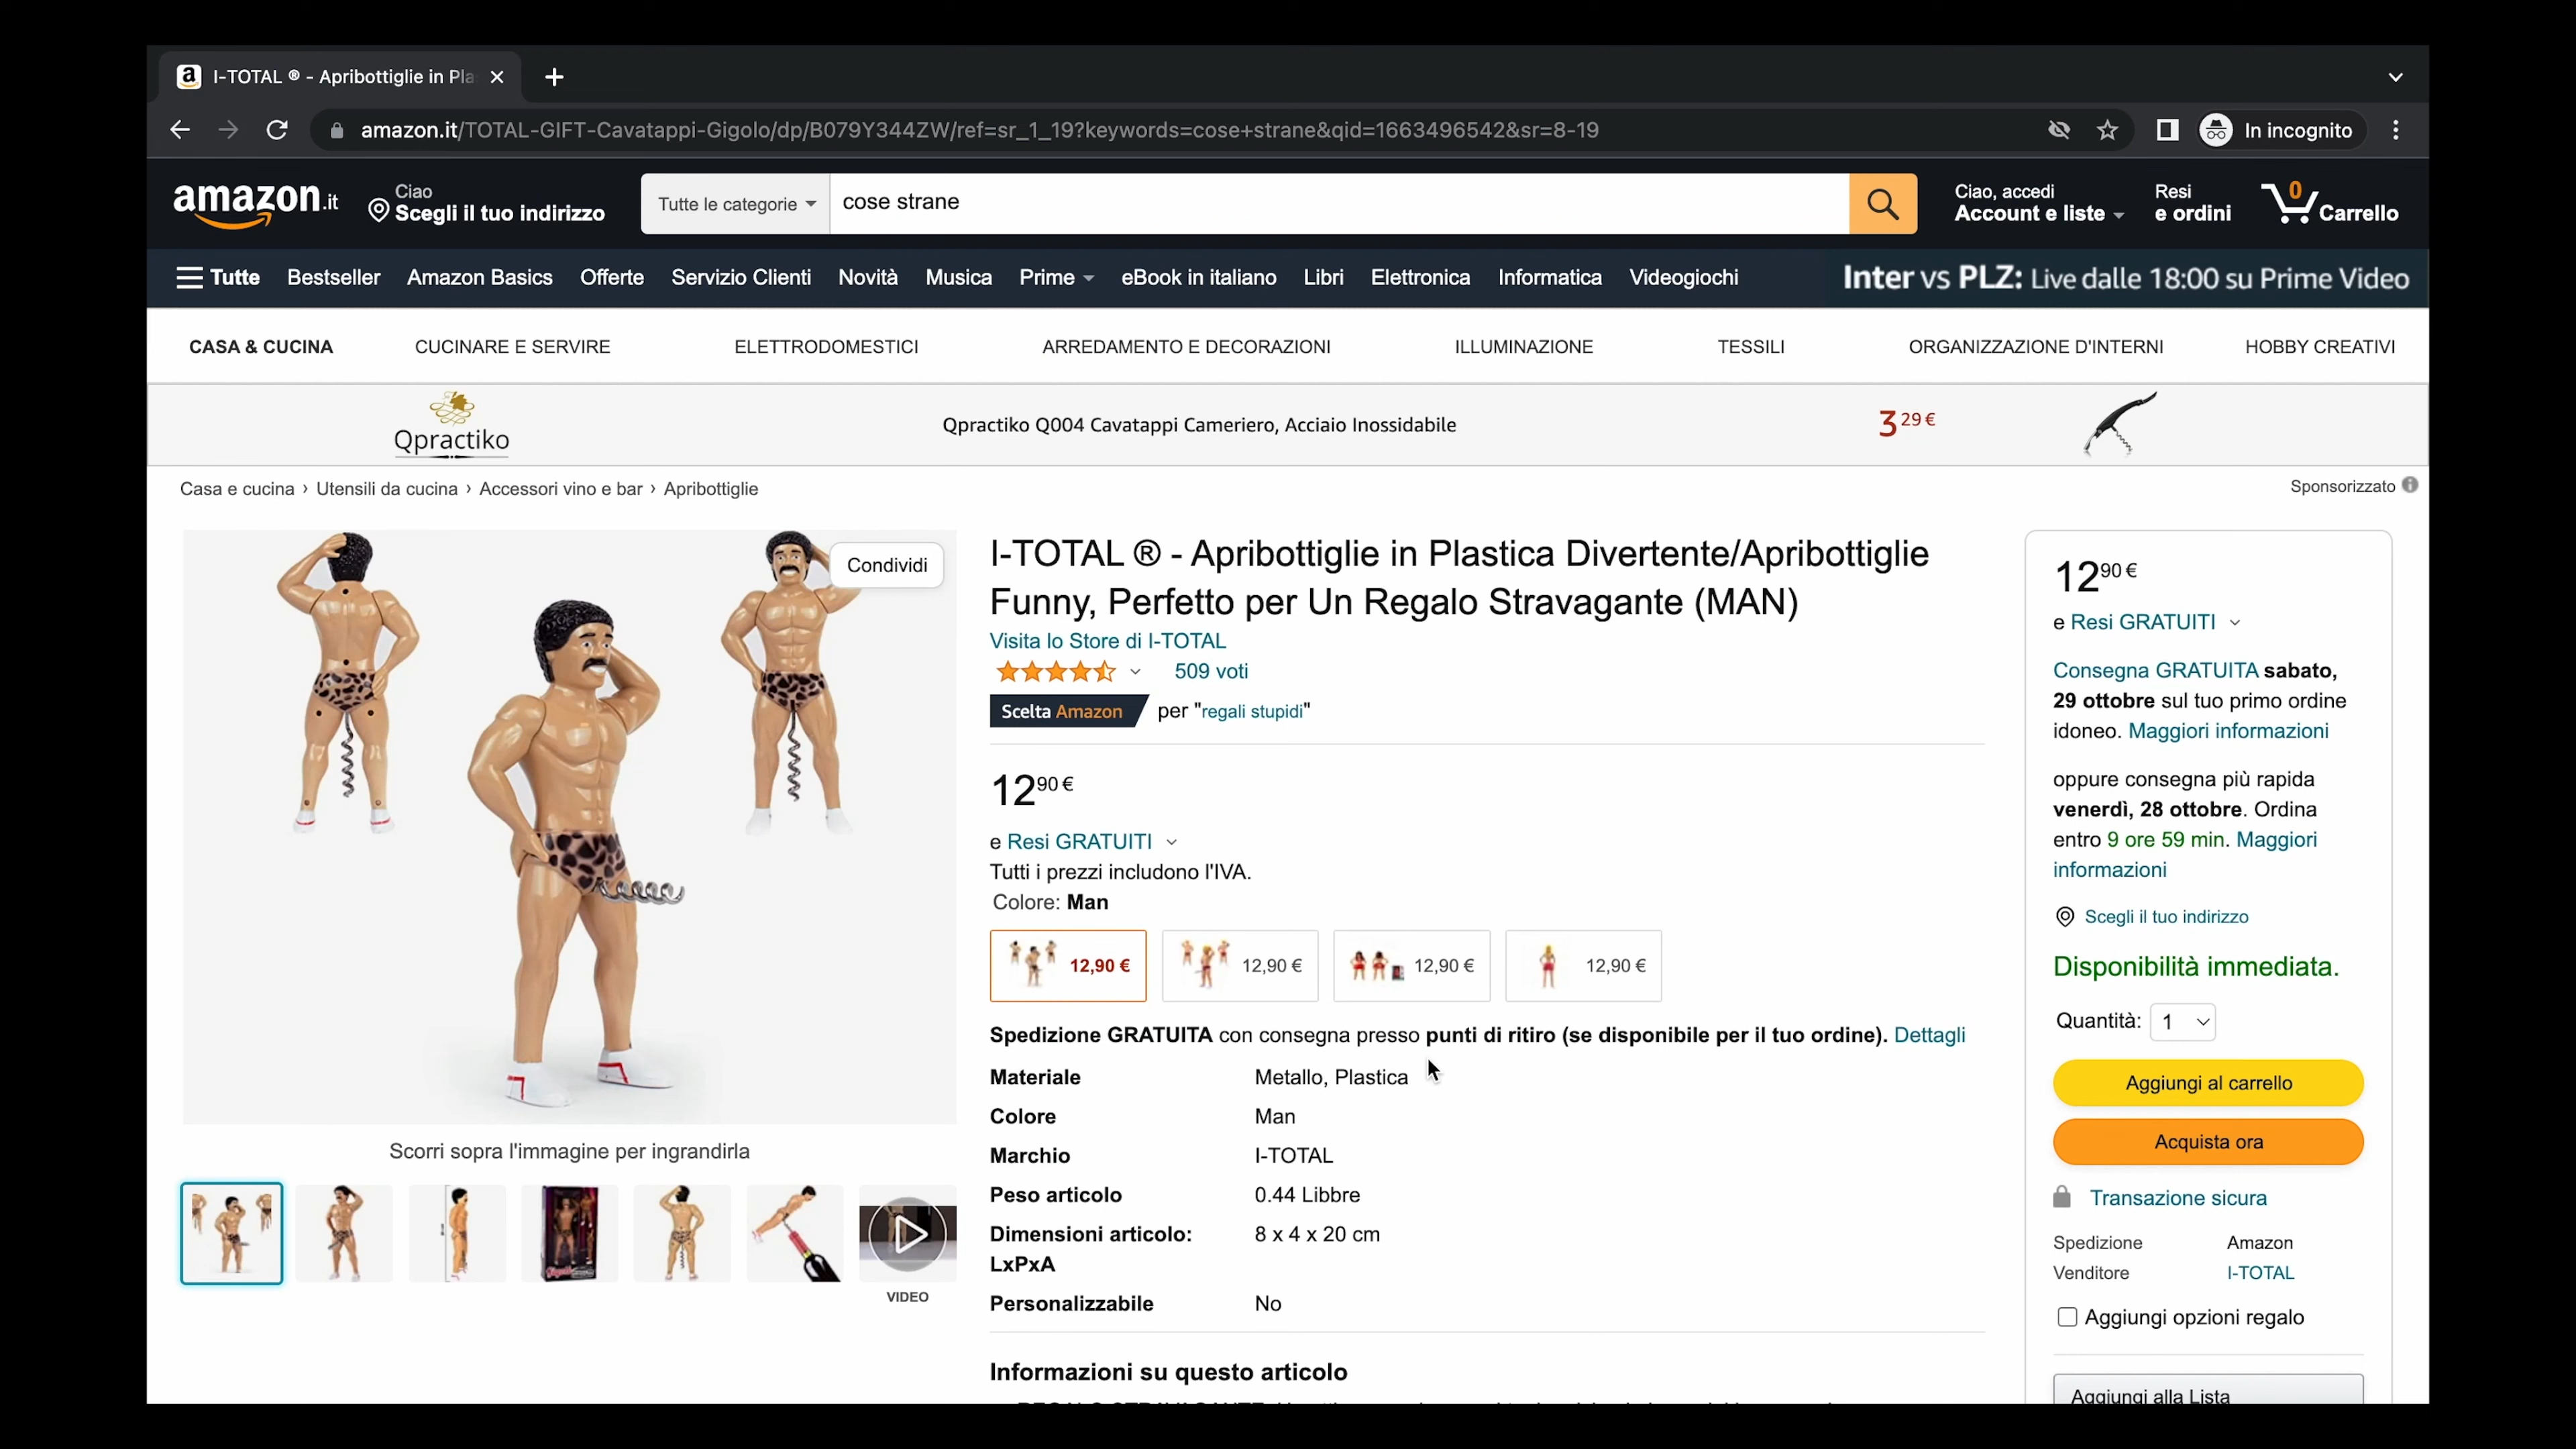 I-TOTAL ® - Apribottiglie in Pla
amazon.it/TOTAL-GIFT-Cavatappi-Gigolo/dp/B079Y344ZW/ref=sr_1_19?keywords=cose+strane&qid=1663496542&sr=8-19
In incognito
amazon.it
Ciao
Scegli il tuo indirizzo
Tutte le categorie
cose strane
Ciao, accedi
Account e liste
Resi
e ordini
0
Carrello
Tutte Bestseller Amazon Basics Offerte Servizio Clienti Novità Musica Prime eBook in italiano Libri Elettronica Informatica Videogiochi
Inter vs PLZ: Live dalle 18:00 su Prime Video
CASA & CUCINA CUCINARE E SERVIRE ELETTRODOMESTICI ARREDAMENTO E DECORAZIONI ILLUMINAZIONE TESSILI ORGANIZZAZIONE D'INTERNI HOBBY CREATIVI
Qpractiko
Qpractiko Q004 Cavatappi Cameriero, Acciaio Inossidabile
3 29 €
Casa e cucina › Utensili da cucina › Accessori vino e bar › Apribottiglie
Sponsorizzato
Condividi
Scorri sopra l'immagine per ingrandirla
VIDEO
I-TOTAL ® - Apribottiglie in Plastica Divertente/Apribottiglie
Funny, Perfetto per Un Regalo Stravagante (MAN)
Visita lo Store di I-TOTAL
509 voti
Scelta Amazon per "regali stupidi"
12 90 €
e Resi GRATUITI
Tutti i prezzi includono l'IVA.
Colore: Man
12,90 € 12,90 € 12,90 € 12,90 €
Spedizione GRATUITA con consegna presso punti di ritiro (se disponibile per il tuo ordine). Dettagli
Materiale Metallo, Plastica
Colore Man
Marchio I-TOTAL
Peso articolo 0.44 Libbre
Dimensioni articolo: 8 x 4 x 20 cm
LxPxA
Personalizzabile No
Informazioni su questo articolo
12 90 €
e Resi GRATUITI
Consegna GRATUITA sabato,
29 ottobre sul tuo primo ordine
idoneo. Maggiori informazioni
oppure consegna più rapida
venerdì, 28 ottobre. Ordina
entro 9 ore 59 min. Maggiori
informazioni
Scegli il tuo indirizzo
Disponibilità immediata.
Quantità: 1
Aggiungi al carrello
Acquista ora
Transazione sicura
Spedizione Amazon
Venditore I-TOTAL
Aggiungi opzioni regalo
Aggiungi alla Lista